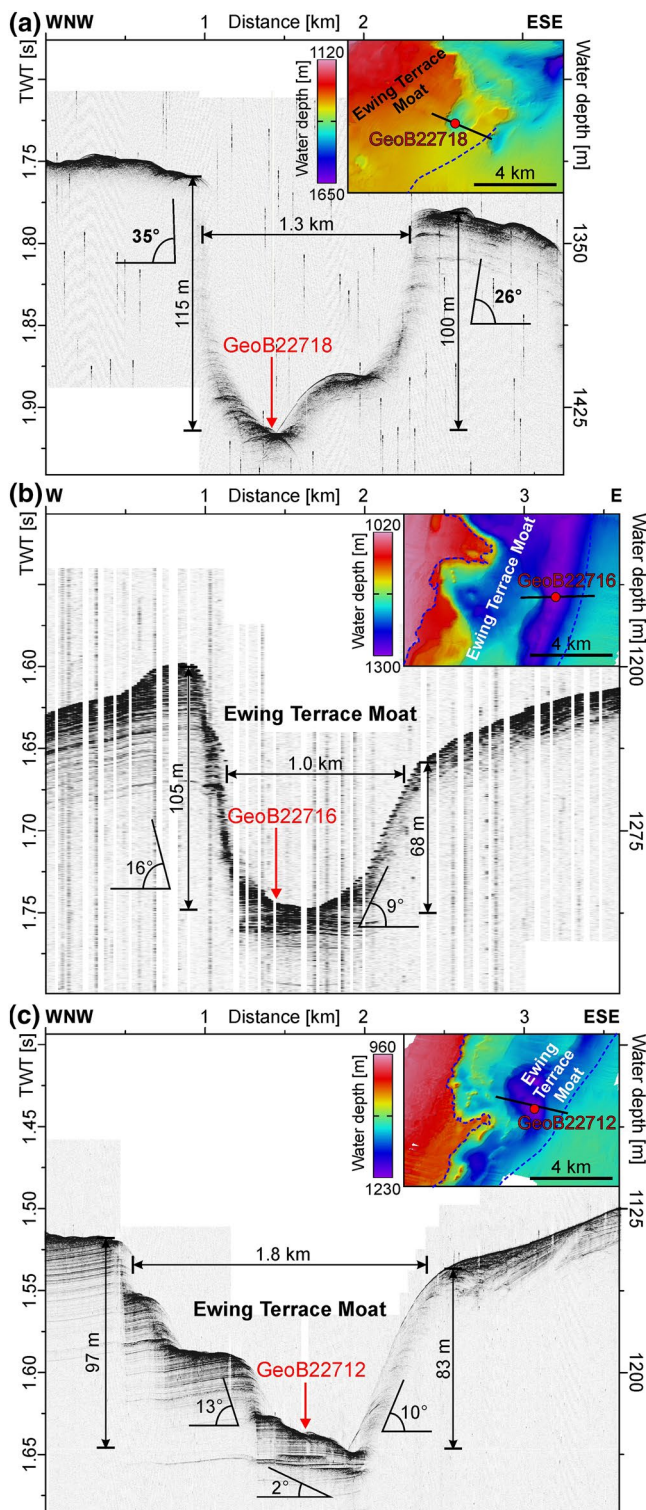 (a) WNW 1 Distance [km] 2 ESE
TWT [s]
1.75
1.80
1.85
1.90
Water depth [m]
1350
1425
1120
Water depth [m]
1650
Ewing Terrace
Moat
GeoB22718
4 km
35°
1.3 km
115 m
GeoB22718
100 m
26°
(b) W 1 Distance [km] 2 3 E
TWT [s]
1.60
1.65
1.70
1.75
Water depth [m]
1200
1275
1020
Water depth [m]
1300
Ewing Terrace Moat
GeoB22716
4 km
Ewing Terrace Moat
1.0 km
105 m
GeoB22716
68 m
16°
9°
(c) WNW 1 Distance [km] 2 3 ESE
TWT [s]
1.45
1.50
1.55
1.60
1.65
Water depth [m]
1125
1200
960
Water depth [m]
1230
Ewing
Terrace
Moat
GeoB22712
4 km
1.8 km
Ewing Terrace Moat
97 m
GeoB22712
83 m
13°
10°
2°